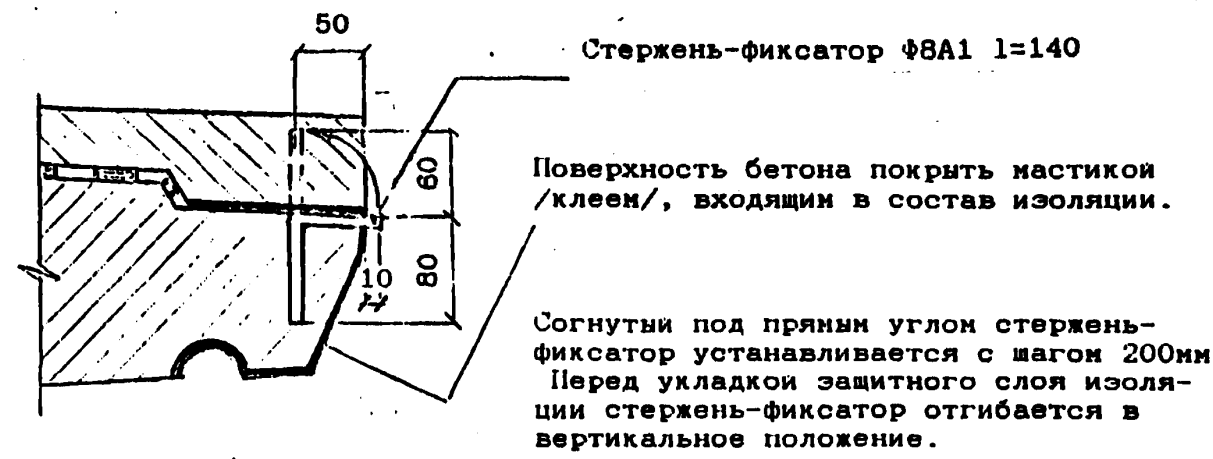 50
Стержень-фиксатор Ф8А1 l=140
60
Поверхность бетона покрыть мастикой
/клеем/, входящим в состав изоляции.
10
80
Согнутый под прямым углом стержень-
фиксатор устанавливается с шагом 200мм
Перед укладкой защитного слоя изоля-
ции стержень-фиксатор отгибается в
вертикальное положение.